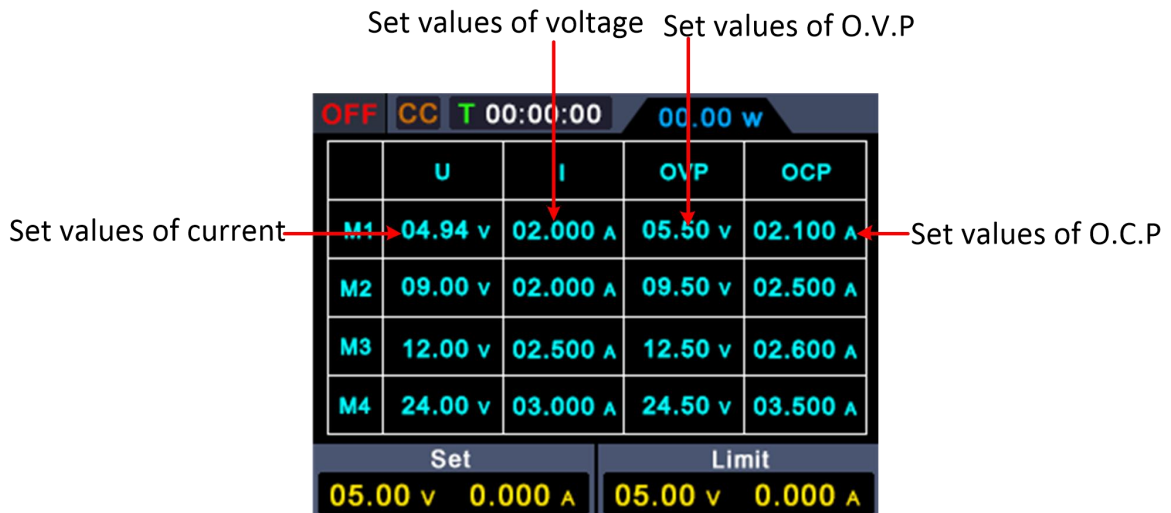 Set values of voltage Set values of O.V.P
OFF CC T 00:00:00 00.00 W
U I OVP OCP
Set values of current M1 04.94 V 02.000 A 05.50 V 02.100 A Set values of O.C.P
M2 09.00 V 02.000 A 09.50 V 02.500 A
M3 12.00 V 02.500 A 12.50 V 02.600 A
M4 24.00 V 03.000 A 24.50 V 03.500 A
Set Limit
05.00 V 0.000 A 05.00 V 0.000 A